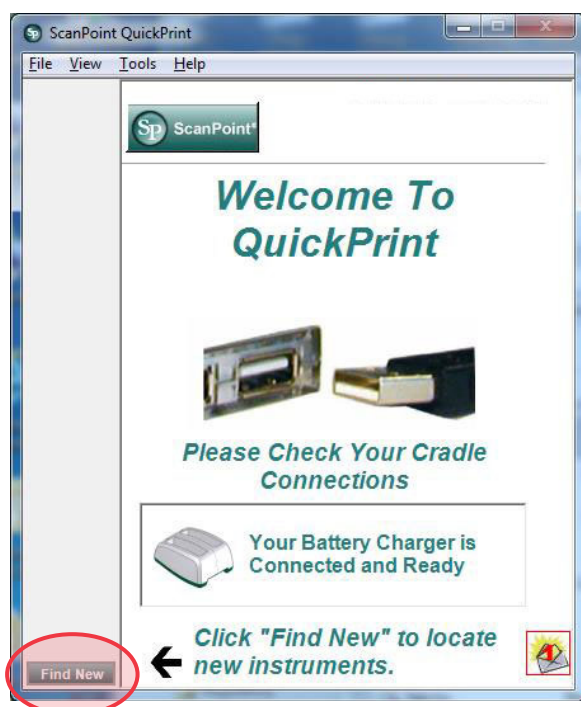 ScanPoint QuickPrint
File View Tools Help
Sp ScanPoint®
Welcome To
QuickPrint
Please Check Your Cradle
Connections
Your Battery Charger is
Connected and Ready
Click "Find New" to locate
new instruments.
Find New